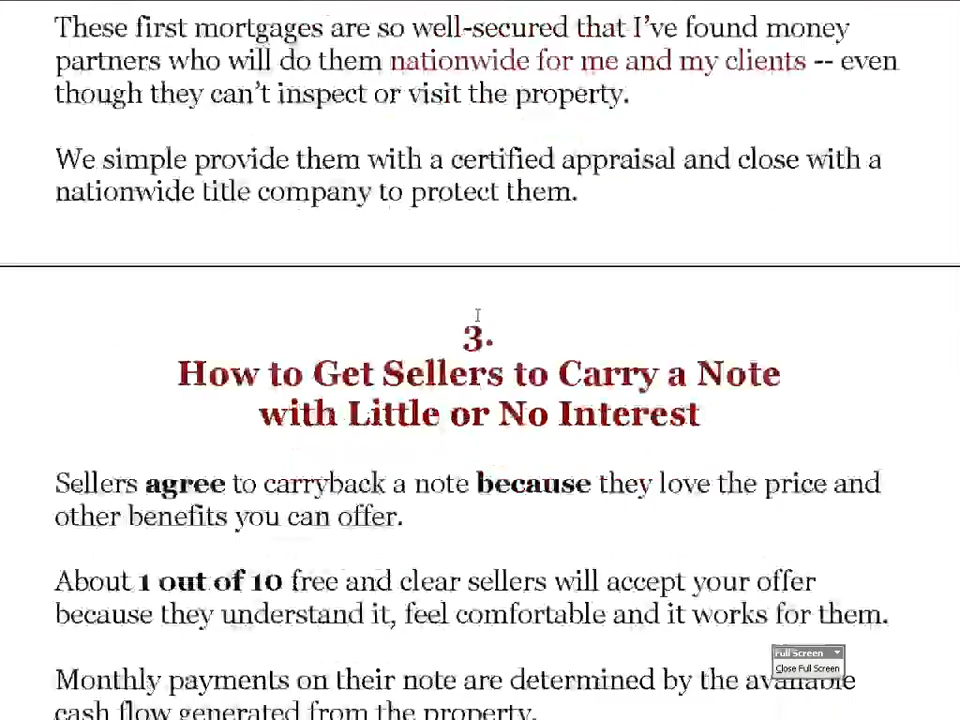 These first mortgages are so well-secured that I've found money
partners who will do them nationwide for me and my clients -- even
though they can't inspect or visit the property.
We simple provide them with a certified appraisal and close with a
nationwide title company to protect them.
3.
How to Get Sellers to Carry a Note
with Little or No Interest
Sellers agree to carryback a note because they love the price and
other benefits you can offer.
About 1 out of 10 free and clear sellers will accept your offer
because they understand it, feel comfortable and it works for them.
Full Screen
Close Full Screen
Monthly payments on their note are determined by the available
cash flow generated from the property.